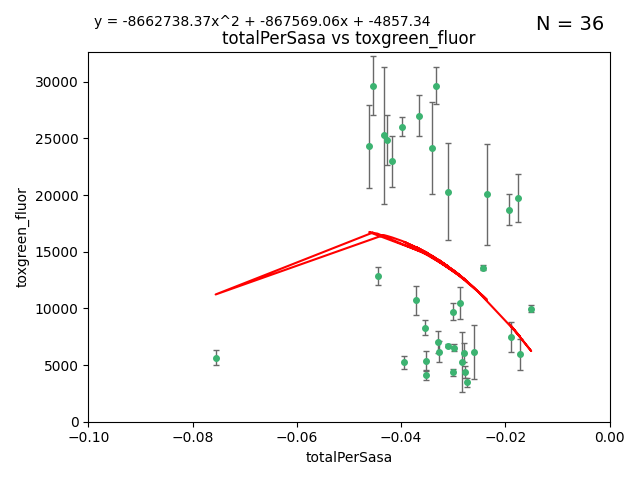 y = -8662738.37x^2 + -867569.06x + -4857.34
N = 36
totalPerSasa vs toxgreen_fluor
30000
25000
20000
15000
10000
5000
0
toxgreen_fluor
−0.10
−0.08
−0.06
−0.04
−0.02
0.00
totalPerSasa